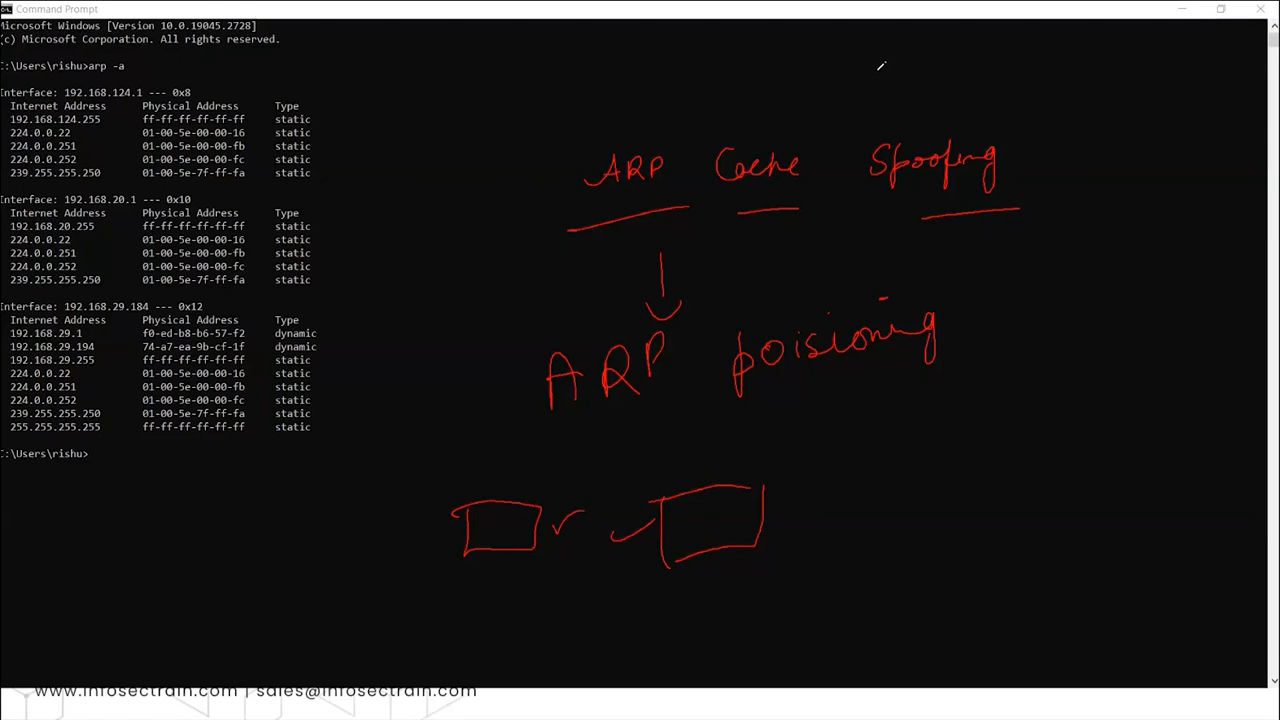 Command Prompt
Microsoft Windows [Version 10.0.19045.2728]
(c) Microsoft Corporation. All rights reserved.
C:\Users\rishu>arp -a
Interface: 192.168.124.1 --- 0x8
Internet Address Physical Address Type
192.168.124.255 ff-ff-ff-ff-ff-ff static
224.0.0.22 01-00-5e-00-00-16 static
224.0.0.251 01-00-5e-00-00-fb static
224.0.0.252 01-00-5e-00-00-fc static
239.255.255.250 01-00-5e-7f-ff-fa static
Interface: 192.168.20.1 --- 0x10
Internet Address Physical Address Type
192.168.20.255 ff-ff-ff-ff-ff-ff static
224.0.0.22 01-00-5e-00-00-16 static
224.0.0.251 01-00-5e-00-00-fb static
224.0.0.252 01-00-5e-00-00-fc static
239.255.255.250 01-00-5e-7f-ff-fa static
Interface: 192.168.29.184 --- 0x12
Internet Address Physical Address Type
192.168.29.1 f0-ed-b8-b6-57-f2 dynamic
192.168.29.194 74-a7-ea-9b-cf-1f dynamic
192.168.29.255 ff-ff-ff-ff-ff-ff static
224.0.0.22 01-00-5e-00-00-16 static
224.0.0.251 01-00-5e-00-00-fb static
224.0.0.252 01-00-5e-00-00-fc static
239.255.255.250 01-00-5e-7f-ff-fa static
255.255.255.255 ff-ff-ff-ff-ff-ff static
C:\Users\rishu>
ARP Cache Spoofing
ARP poisioning
www.infosectrain.com | sales@infosectrain.com